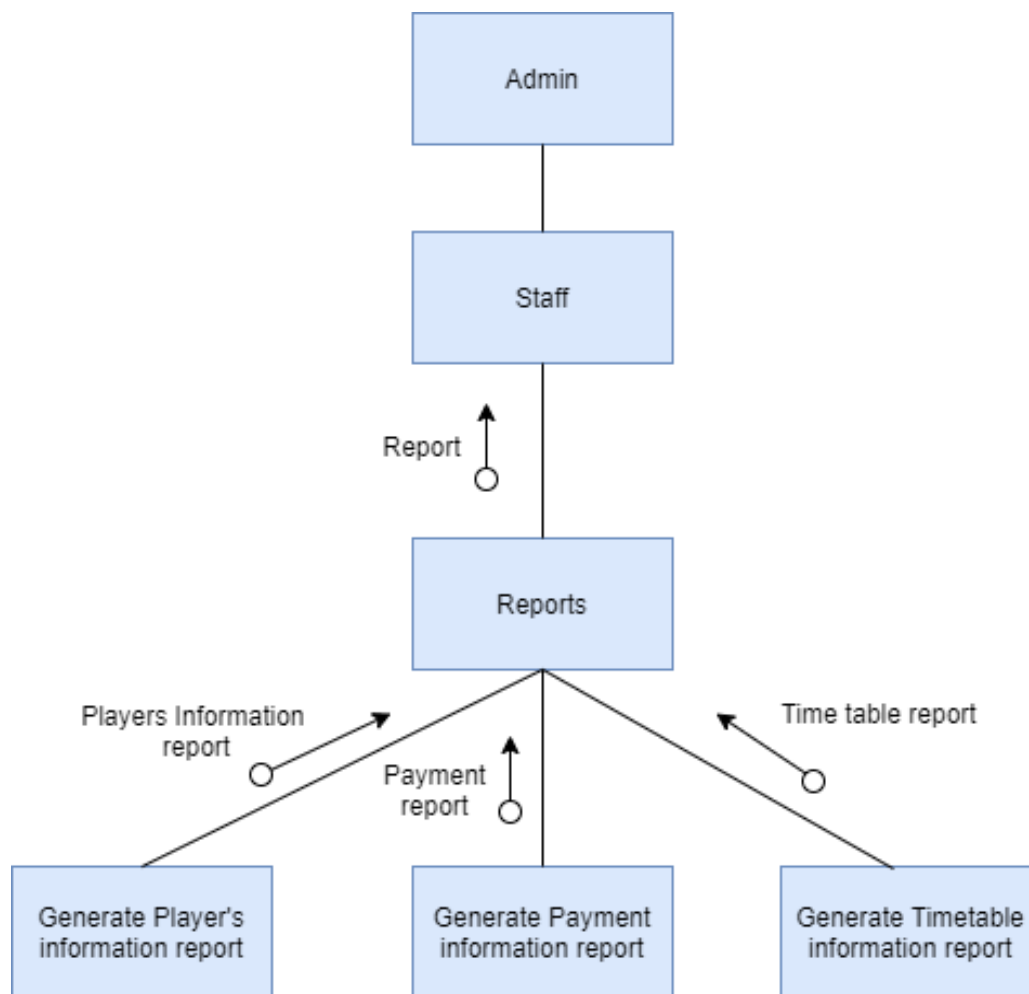 Admin
Staff
Report
Reports
Players Information
report
Time table report
Payment
report
Generate Player's
information report
Generate Payment
information report
Generate Timetable
information report